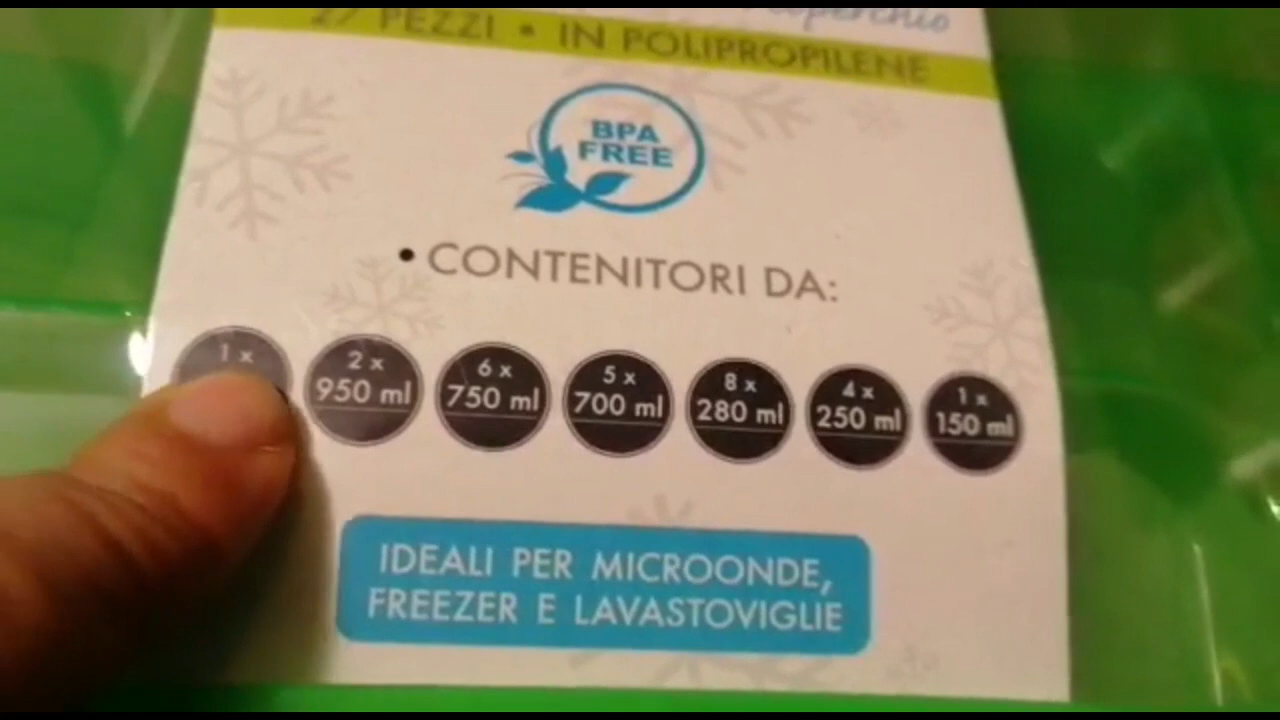 coperchio
27 PEZZI • IN POLIPROPILENE
BPA
FREE
• CONTENITORI DA:
1 x
2 x
950 ml
6 x
750 ml
5 x
700 ml
8 x
280 ml
4 x
250 ml
1 x
150 ml
IDEALI PER MICROONDE,
FREEZER E LAVASTOVIGLIE